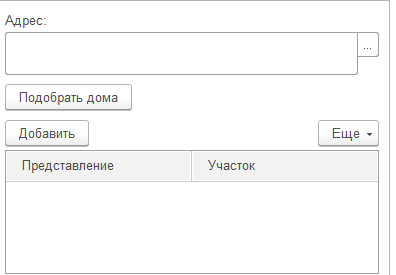 Адрес:
...
Подобрать дома
Добавить Еще
Представление Участок